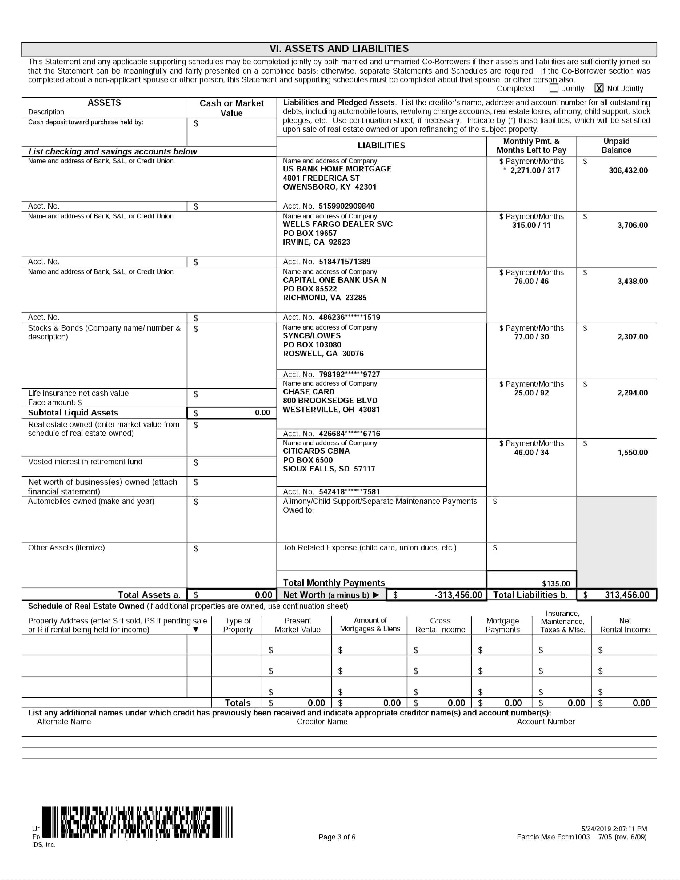 VI. ASSETS AND LIABILITIES
This Statement and any applicable supporting schedules may be completed jointly by both married and unmarried Co-Borrowers if their assets and liabilities are sufficiently joined so
that the Statement can be meaningfully and fairly presented on a combined basis; otherwise, separate Statements and Schedules are required. If the Co-Borrower section was
completed about a non-applicant spouse or other person, this Statement and supporting schedules must be completed about that spouse or other person also.
Completed Jointly X Not Jointly
ASSETS
Description
Cash or Market Value
Cash deposit toward purchase held by: $
List checking and savings accounts below
Liabilities and Pledged Assets. List the creditor's name, address and account number for all outstanding
debts, including automobile loans, revolving charge accounts, real estate loans, alimony, child support, stock
pledges, etc. Use continuation sheet, if necessary. Indicate by (*) those liabilities, which will be satisfied
upon sale of real estate owned or upon refinancing of the subject property.
LIABILITIES
Monthly Pmt. & Months Left to Pay
Unpaid Balance
Name and address of Bank, S&L, or Credit Union
Acct. No. $
Name and address of Company $ Payment/Months $
US BANK HOME MORTGAGE * 2,271.00 / 317 306,432.00
4801 FREDERICA ST
OWENSBORO, KY 42301
Acct. No. 5159902909840
Name and address of Bank, S&L, or Credit Union
Acct. No. $
Name and address of Company $ Payment/Months $
WELLS FARGO DEALER SVC 315.00 / 11 3,706.00
PO BOX 19657
IRVINE, CA 92623
Acct. No. 518471571389
Name and address of Bank, S&L, or Credit Union
Acct. No. $
Name and address of Company $ Payment/Months $
CAPITAL ONE BANK USA N 76.00 / 46 3,438.00
PO BOX 85522
RICHMOND, VA 23285
Acct. No. 486236******1519
Stocks & Bonds (Company name/ number & description) $
Name and address of Company $ Payment/Months $
SYNCB/LOWES 77.00 / 30 2,307.00
PO BOX 103080
ROSWELL, GA 30076
Acct. No. 798192******9727
Life insurance net cash value $
Face amount: $
Subtotal Liquid Assets $ 0.00
Name and address of Company $ Payment/Months $
CHASE CARD 25.00 / 92 2,294.00
800 BROOKSEDGE BLVD
WESTERVILLE, OH 43081
Acct. No. 426684******6716
Real estate owned (enter market value from $
schedule of real estate owned)
Vested interest in retirement fund $
Net worth of business(es) owned (attach $
financial statement)
Name and address of Company $ Payment/Months $
CITICARDS CBNA 46.00 / 34 1,550.00
PO BOX 6500
SIOUX FALLS, SD 57117
Acct. No. 542418******7581
Automobiles owned (make and year) $
Alimony/Child Support/Separate Maintenance Payments $
Owed to:
Other Assets (itemize) $
Job Related Expense (child care, union dues, etc.) $
Total Monthly Payments $135.00
Total Assets a. $ 0.00 Net Worth (a minus b) ► $ -313,456.00 Total Liabilities b. $ 313,456.00
Schedule of Real Estate Owned (if additional properties are owned, use continuation sheet)
Property Address (enter S if sold, PS if pending sale
or R if rental being held for income) ▼
Type of Property
Present Market Value
Amount of Mortgages & Liens
Gross Rental Income
Mortgage Payments
Insurance, Maintenance, Taxes & Misc.
Net Rental Income
$ $ $ $ $ $
$ $ $ $ $ $
$ $ $ $ $ $
Totals $ 0.00 $ 0.00 $ 0.00 $ 0.00 $ 0.00 $ 0.00
List any additional names under which credit has previously been received and indicate appropriate creditor name(s) and account number(s):
Alternate Name Creditor Name Account Number
5/24/2019 2:07:11 PM
Page 3 of 6
Fannie Mae Form 1003 7/05 (rev. 6/09)
IDS, Inc.